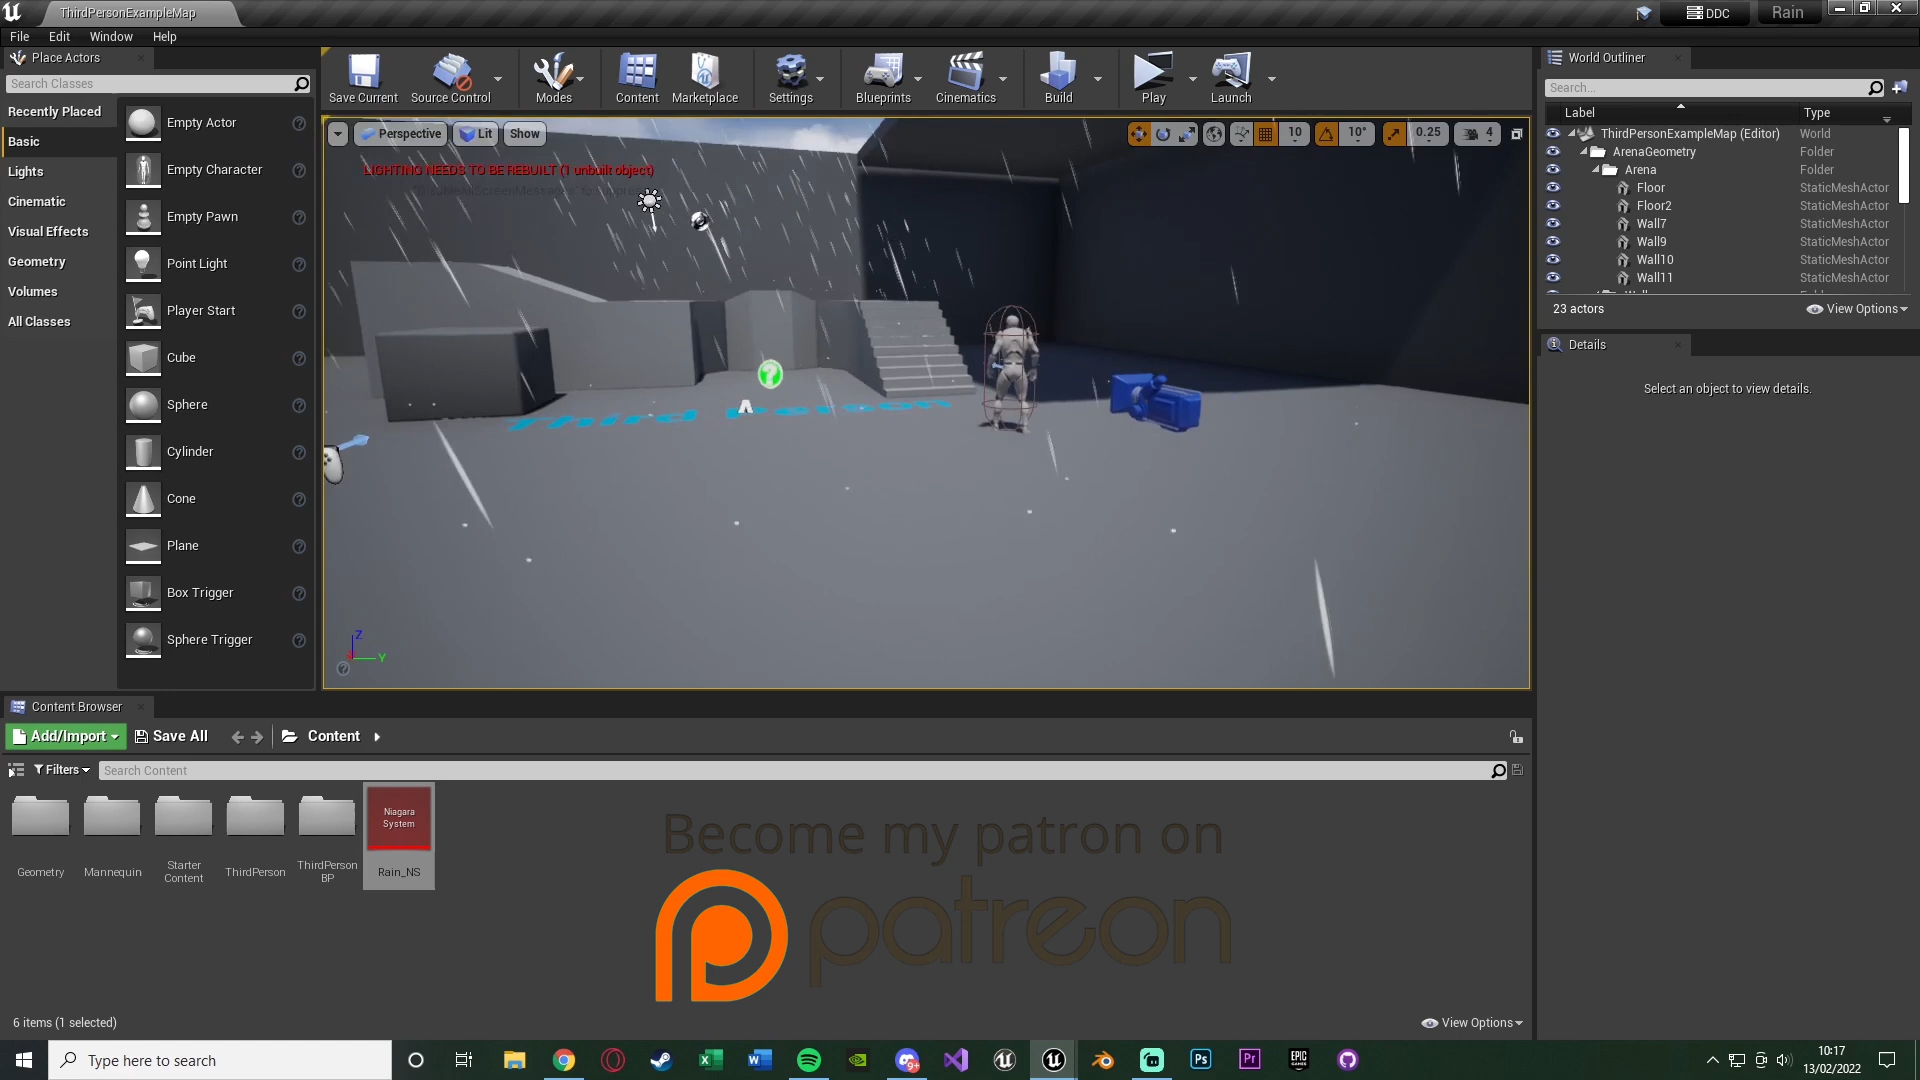 ThirdPersonExampleMap
DDC
Rain
File Edit Window Help
Place Actors
Search Classes
Recently Placed
Basic
Lights
Cinematic
Visual Effects
Geometry
Volumes
All Classes
Empty Actor
Empty Character
Empty Pawn
Point Light
Player Start
Cube
Sphere
Cylinder
Cone
Plane
Box Trigger
Sphere Trigger
Save Current
Source Control
Modes
Content
Marketplace
Settings
Blueprints
Cinematics
Build
Play
Launch
Perspective
Lit
Show
10
10°
0.25
4
LIGHTING NEEDS TO BE REBUILT (1 unbuilt object)
Third Person
Z
Y
World Outliner
Search...
Label Type
ThirdPersonExampleMap (Editor) World
ArenaGeometry Folder
Arena Folder
Floor StaticMeshActor
Floor2 StaticMeshActor
Wall7 StaticMeshActor
Wall9 StaticMeshActor
Wall10 StaticMeshActor
Wall11 StaticMeshActor
23 actors
View Options
Details
Select an object to view details.
Content Browser
Add/Import
Save All
Content
Filters
Search Content
Geometry
Mannequin
Starter
Content
ThirdPerson
ThirdPerson
BP
Niagara
System
Rain_NS
Become my patron on
patreon
6 items (1 selected)
View Options
Type here to search
X
W
9+
Ps
Pr
EPIC
GAMES
10:17
13/02/2022